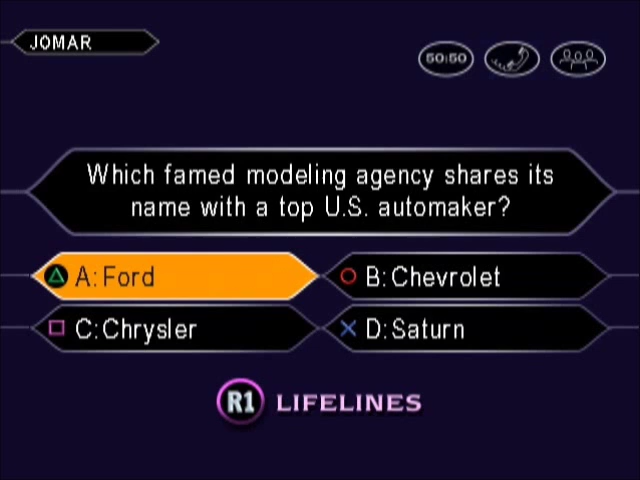 JOMAR
50:50
Which famed modeling agency shares its
name with a top U.S. automaker?
A: Ford
B: Chevrolet
C: Chrysler
D: Saturn
R1 LIFELINES